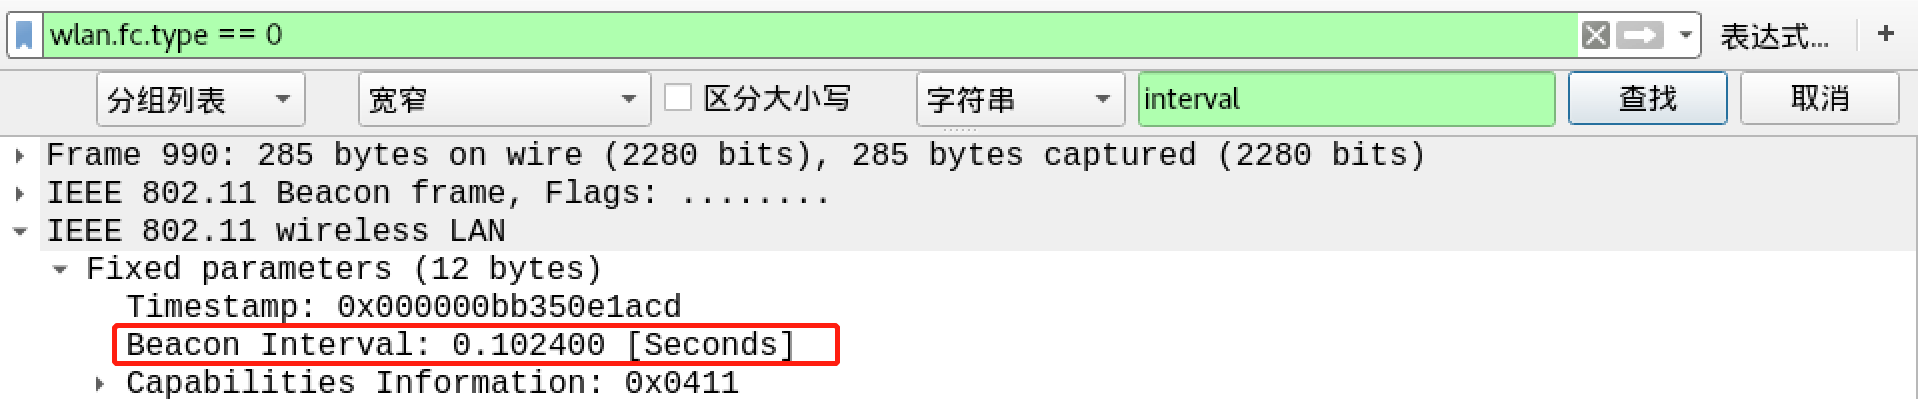 wlan.fc.type == 0 表达式... +
分组列表 宽窄 区分大小写 字符串 interval 查找 取消
Frame 990: 285 bytes on wire (2280 bits), 285 bytes captured (2280 bits)
IEEE 802.11 Beacon frame, Flags: ........
IEEE 802.11 wireless LAN
Fixed parameters (12 bytes)
Timestamp: 0x000000bb350e1acd
Beacon Interval: 0.102400 [Seconds]
Capabilities Information: 0x0411